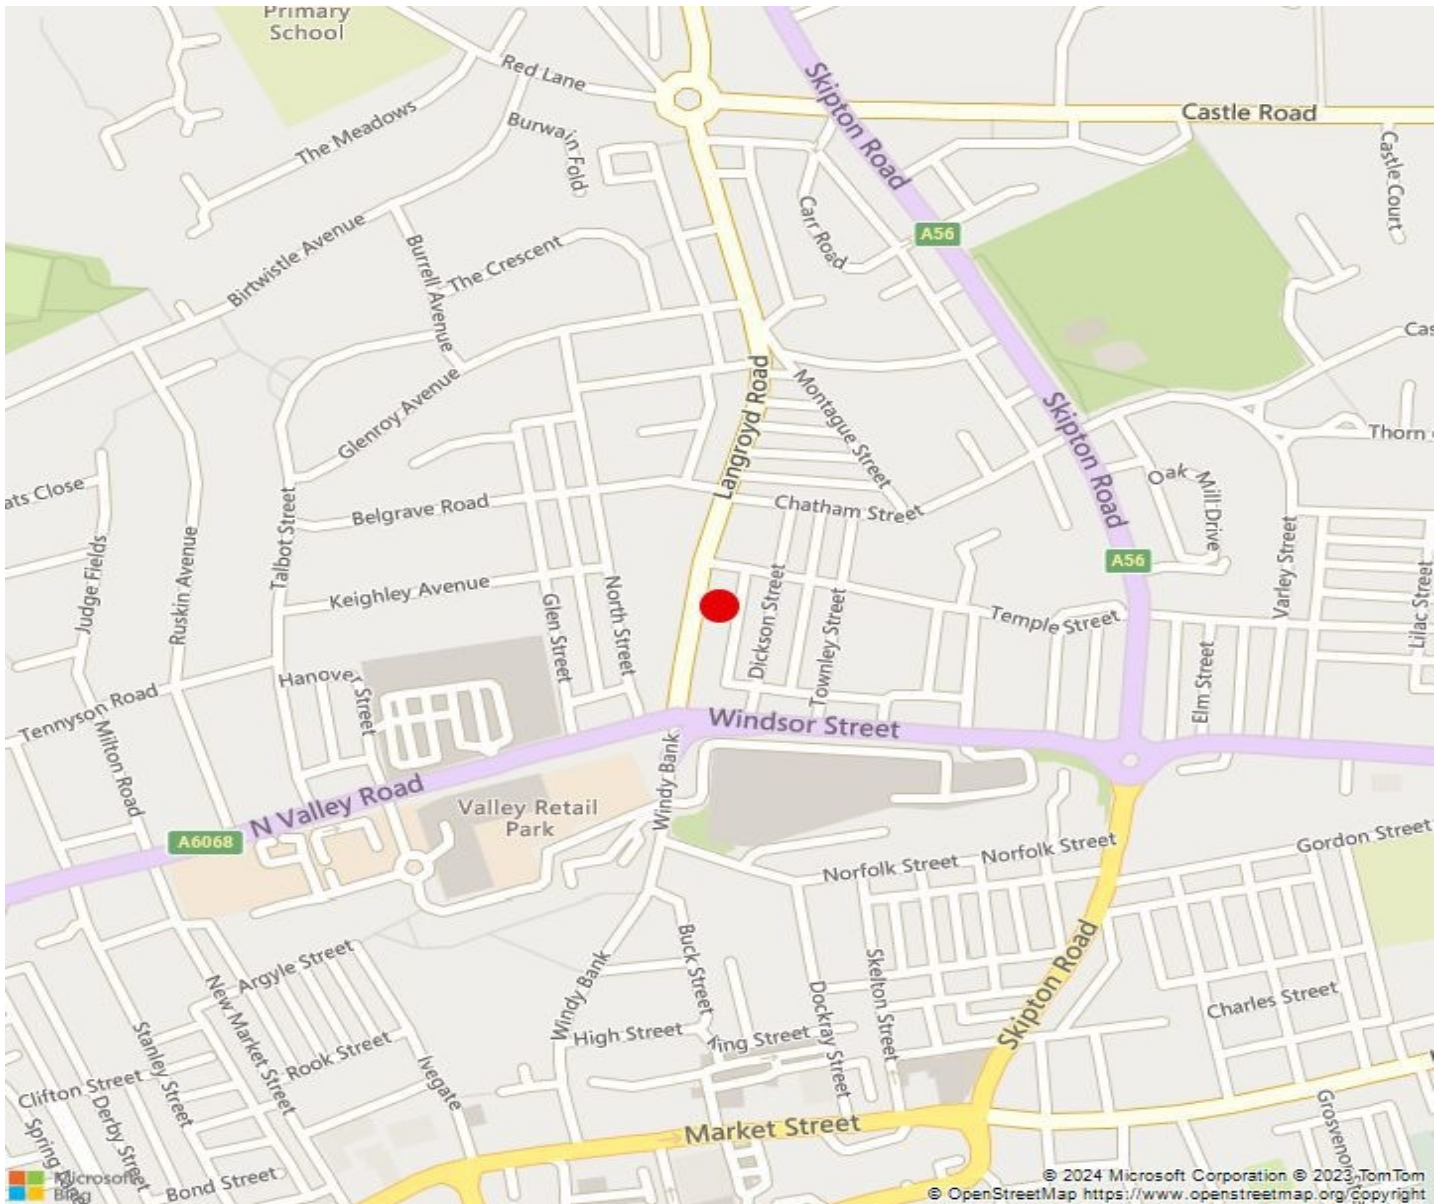 Primary
School
Red Lane
The Meadows
Burwain
Fold
Skipton Road
Castle Road
Castle Court
Carr Road
A56
Birtwistle Avenue
Burrell Avenue
The Crescent
Langroyd Road
Montague Street
Skipton Road
Glenroy Avenue
Thorn
Oak Mill Drive
Close
Belgrave Road
Chatham Street
Talbot Street
Judge Fields
Ruskin Avenue
Keighley Avenue
Glen Street
North Street
Dickson Street
Townley Street
Temple Street
A56
Varley Street
Lilac Street
Elm Street
Hanover
Street
Tennyson Road
Milton Road
Windsor Street
Windy Bank
N Valley Road
A6068
Valley Retail
Park
Norfolk Street
Norfolk Street
Gordon Street
Argyle Street
New Market Street
Stanley Street
Rook Street
Ivegate
Windy Bank
Buck Street
High Street
Dockray Street
Skelton Street
Skipton Road
Charles Street
Clifton Street
Derby Street
Spring
Bond Street
Market Street
Microsoft
Bing
© 2024 Microsoft Corporation © 2023 TomTom
© OpenStreetMap https://www.openstreetmap.org/copyright